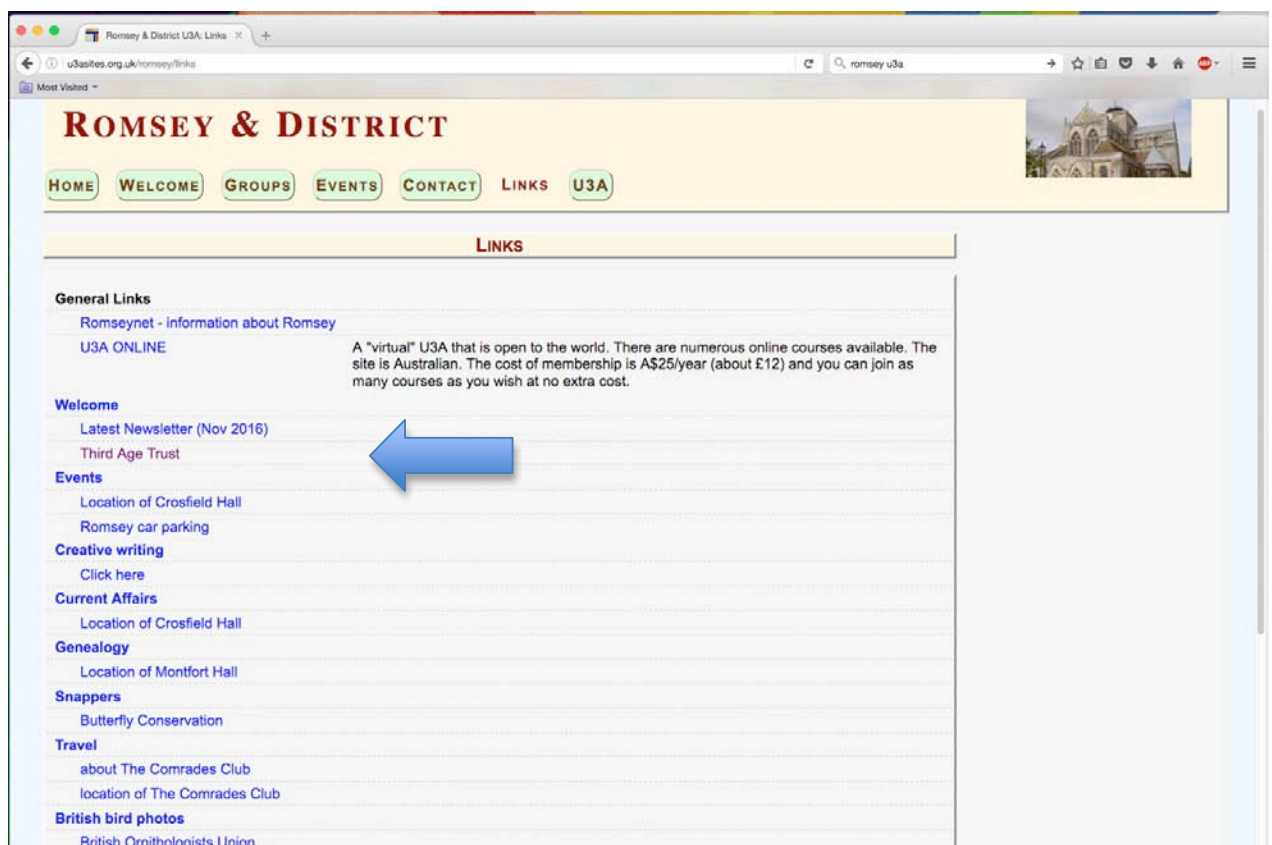 Romsey & District U3A: Links
u3asites.org.uk/romsey/links
romsey u3a
Most Visited
ROMSEY & DISTRICT
HOME WELCOME GROUPS EVENTS CONTACT LINKS U3A
LINKS
General Links
Romseynet - information about Romsey
U3A ONLINE A "virtual" U3A that is open to the world. There are numerous online courses available. The
site is Australian. The cost of membership is A$25/year (about £12) and you can join as
many courses as you wish at no extra cost.
Welcome
Latest Newsletter (Nov 2016)
Third Age Trust
Events
Location of Crosfield Hall
Romsey car parking
Creative writing
Click here
Current Affairs
Location of Crosfield Hall
Genealogy
Location of Montfort Hall
Snappers
Butterfly Conservation
Travel
about The Comrades Club
location of The Comrades Club
British bird photos
British Ornithologists Union